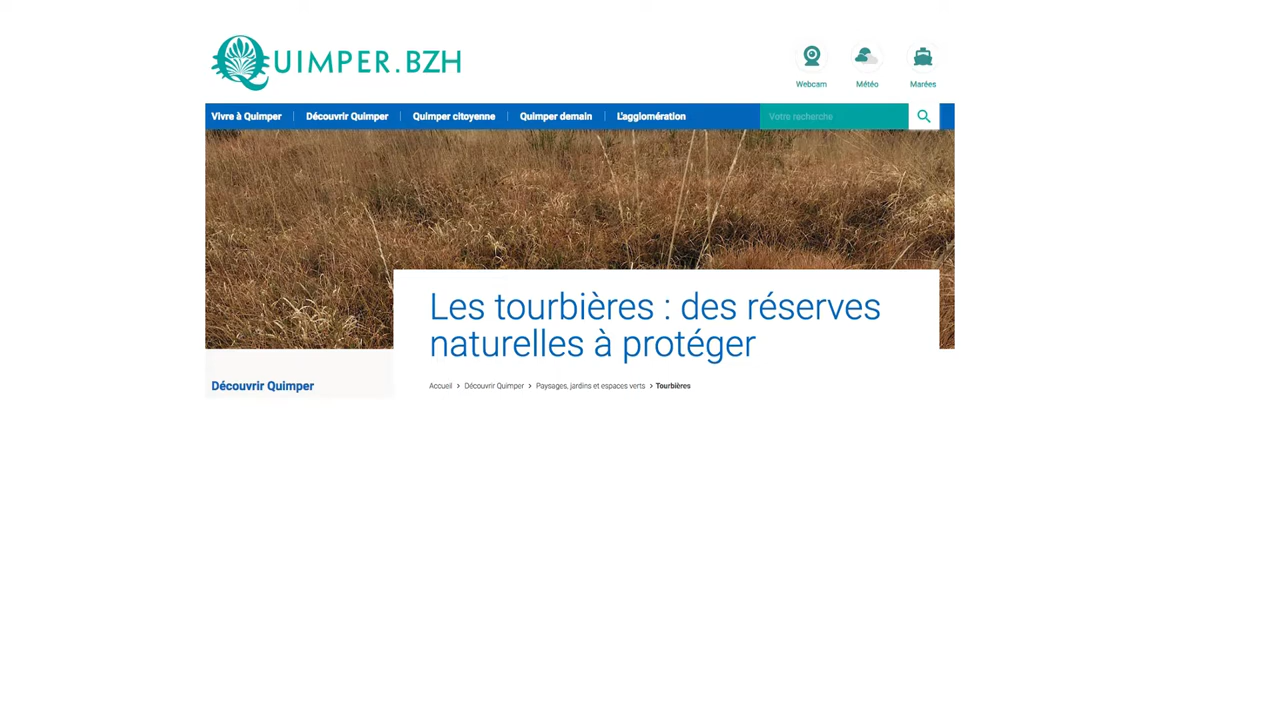 QUIMPER.BZH
Webcam
Météo
Marées
Vivre à Quimper
Découvrir Quimper
Quimper citoyenne
Quimper demain
L'agglomération
Votre recherche
Les tourbières : des réserves
naturelles à protéger
Découvrir Quimper
Accueil > Découvrir Quimper > Paysages, jardins et espaces verts > Tourbières